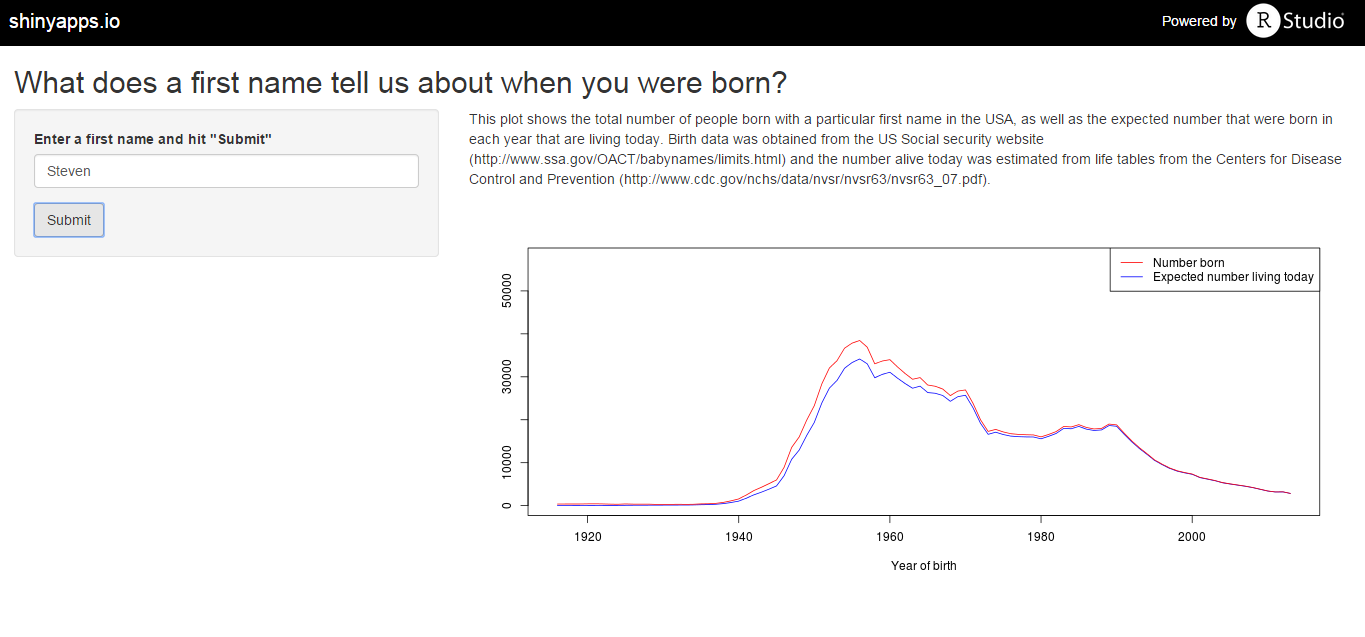 shinyapps.io
Powered by R Studio
What does a first name tell us about when you were born?
Enter a first name and hit "Submit"
Steven
Submit
This plot shows the total number of people born with a particular first name in the USA, as well as the expected number that were born in
each year that are living today. Birth data was obtained from the US Social security website
(http://www.ssa.gov/OACT/babynames/limits.html) and the number alive today was estimated from life tables from the Centers for Disease
Control and Prevention (http://www.cdc.gov/nchs/data/nvsr/nvsr63/nvsr63_07.pdf).
Number born
Expected number living today
50000
30000
10000
0
1920 1940 1960 1980 2000
Year of birth